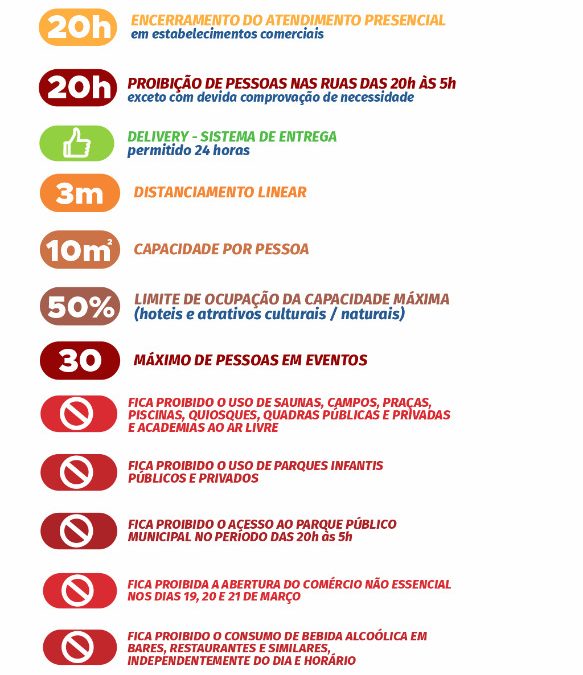 20h
ENCERRAMENTO DO ATENDIMENTO PRESENCIAL
em estabelecimentos comerciais
20h
PROIBIÇÃO DE PESSOAS NAS RUAS DAS 20h ÀS 5h
exceto com devida comprovação de necessidade
DELIVERY - SISTEMA DE ENTREGA
permitido 24 horas
3m
DISTANCIAMENTO LINEAR
10m²
CAPACIDADE POR PESSOA
50%
LIMITE DE OCUPAÇÃO DA CAPACIDADE MÁXIMA
(hoteis e atrativos culturais / naturais)
30
MÁXIMO DE PESSOAS EM EVENTOS
FICA PROIBIDO O USO DE SAUNAS, CAMPOS, PRAÇAS,
PISCINAS, QUIOSQUES, QUADRAS PÚBLICAS E PRIVADAS
E ACADEMIAS AO AR LIVRE
FICA PROIBIDO O USO DE PARQUES INFANTIS
PÚBLICOS E PRIVADOS
FICA PROIBIDO O ACESSO AO PARQUE PÚBLICO
MUNICIPAL NO PERÍODO DAS 20h às 5h
FICA PROIBIDA A ABERTURA DO COMÉRCIO NÃO ESSENCIAL
NOS DIAS 19, 20 E 21 DE MARÇO
FICA PROIBIDO O CONSUMO DE BEBIDA ALCOÓLICA EM
BARES, RESTAURANTES E SIMILARES,
INDEPENDENTEMENTE DO DIA E HORÁRIO